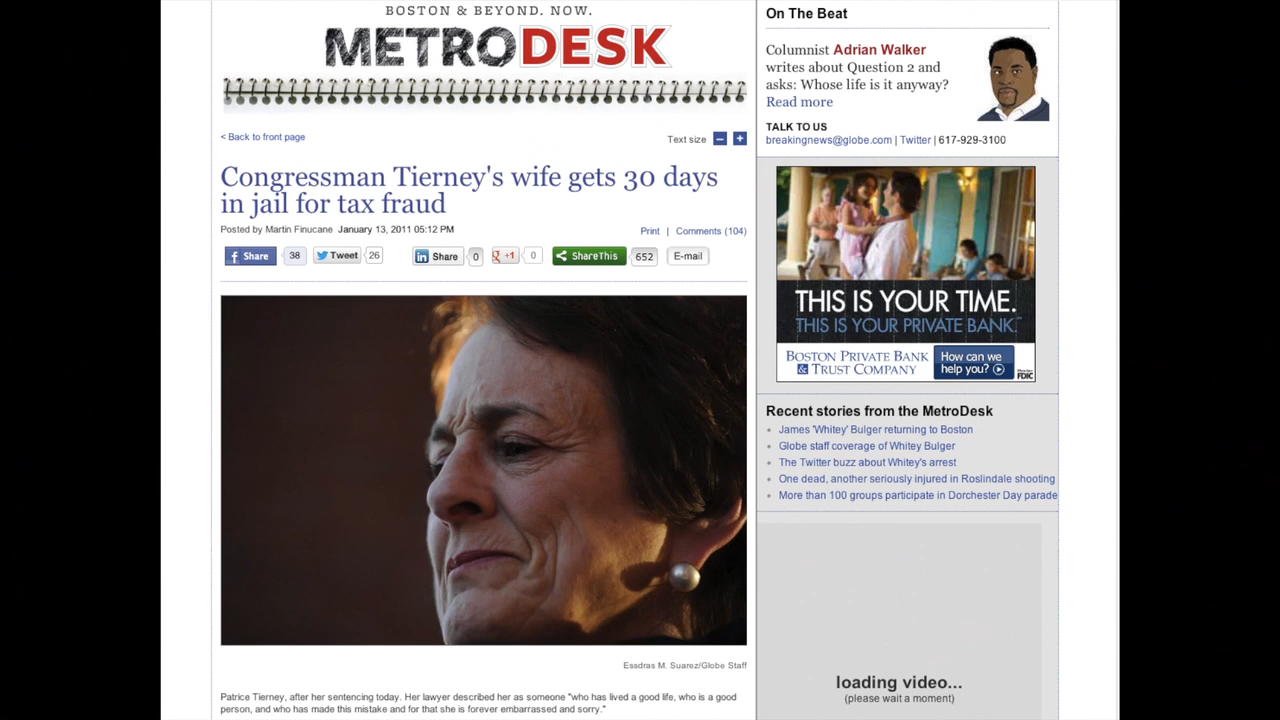 BOSTON & BEYOND. NOW.
METRODESK
< Back to front page
Text size
Congressman Tierney's wife gets 30 days
in jail for tax fraud
Posted by Martin Finucane January 13, 2011 05:12 PM
Print | Comments (104)
Share 38 Tweet 26 Share 0 +1 0 ShareThis 652 E-mail
Essdras M. Suarez/Globe Staff
Patrice Tierney, after her sentencing today. Her lawyer described her as someone "who has lived a good life, who is a good
person, and who has made this mistake and for that she is forever embarrassed and sorry."
On The Beat
Columnist Adrian Walker
writes about Question 2 and
asks: Whose life is it anyway?
Read more
TALK TO US
breakingnews@globe.com | Twitter | 617-929-3100
THIS IS YOUR TIME.
THIS IS YOUR PRIVATE BANK.
BOSTON PRIVATE BANK
& TRUST COMPANY
How can we
help you?
FDIC
Recent stories from the MetroDesk
James 'Whitey' Bulger returning to Boston
Globe staff coverage of Whitey Bulger
The Twitter buzz about Whitey's arrest
One dead, another seriously injured in Roslindale shooting
More than 100 groups participate in Dorchester Day parade
loading video...
(please wait a moment)